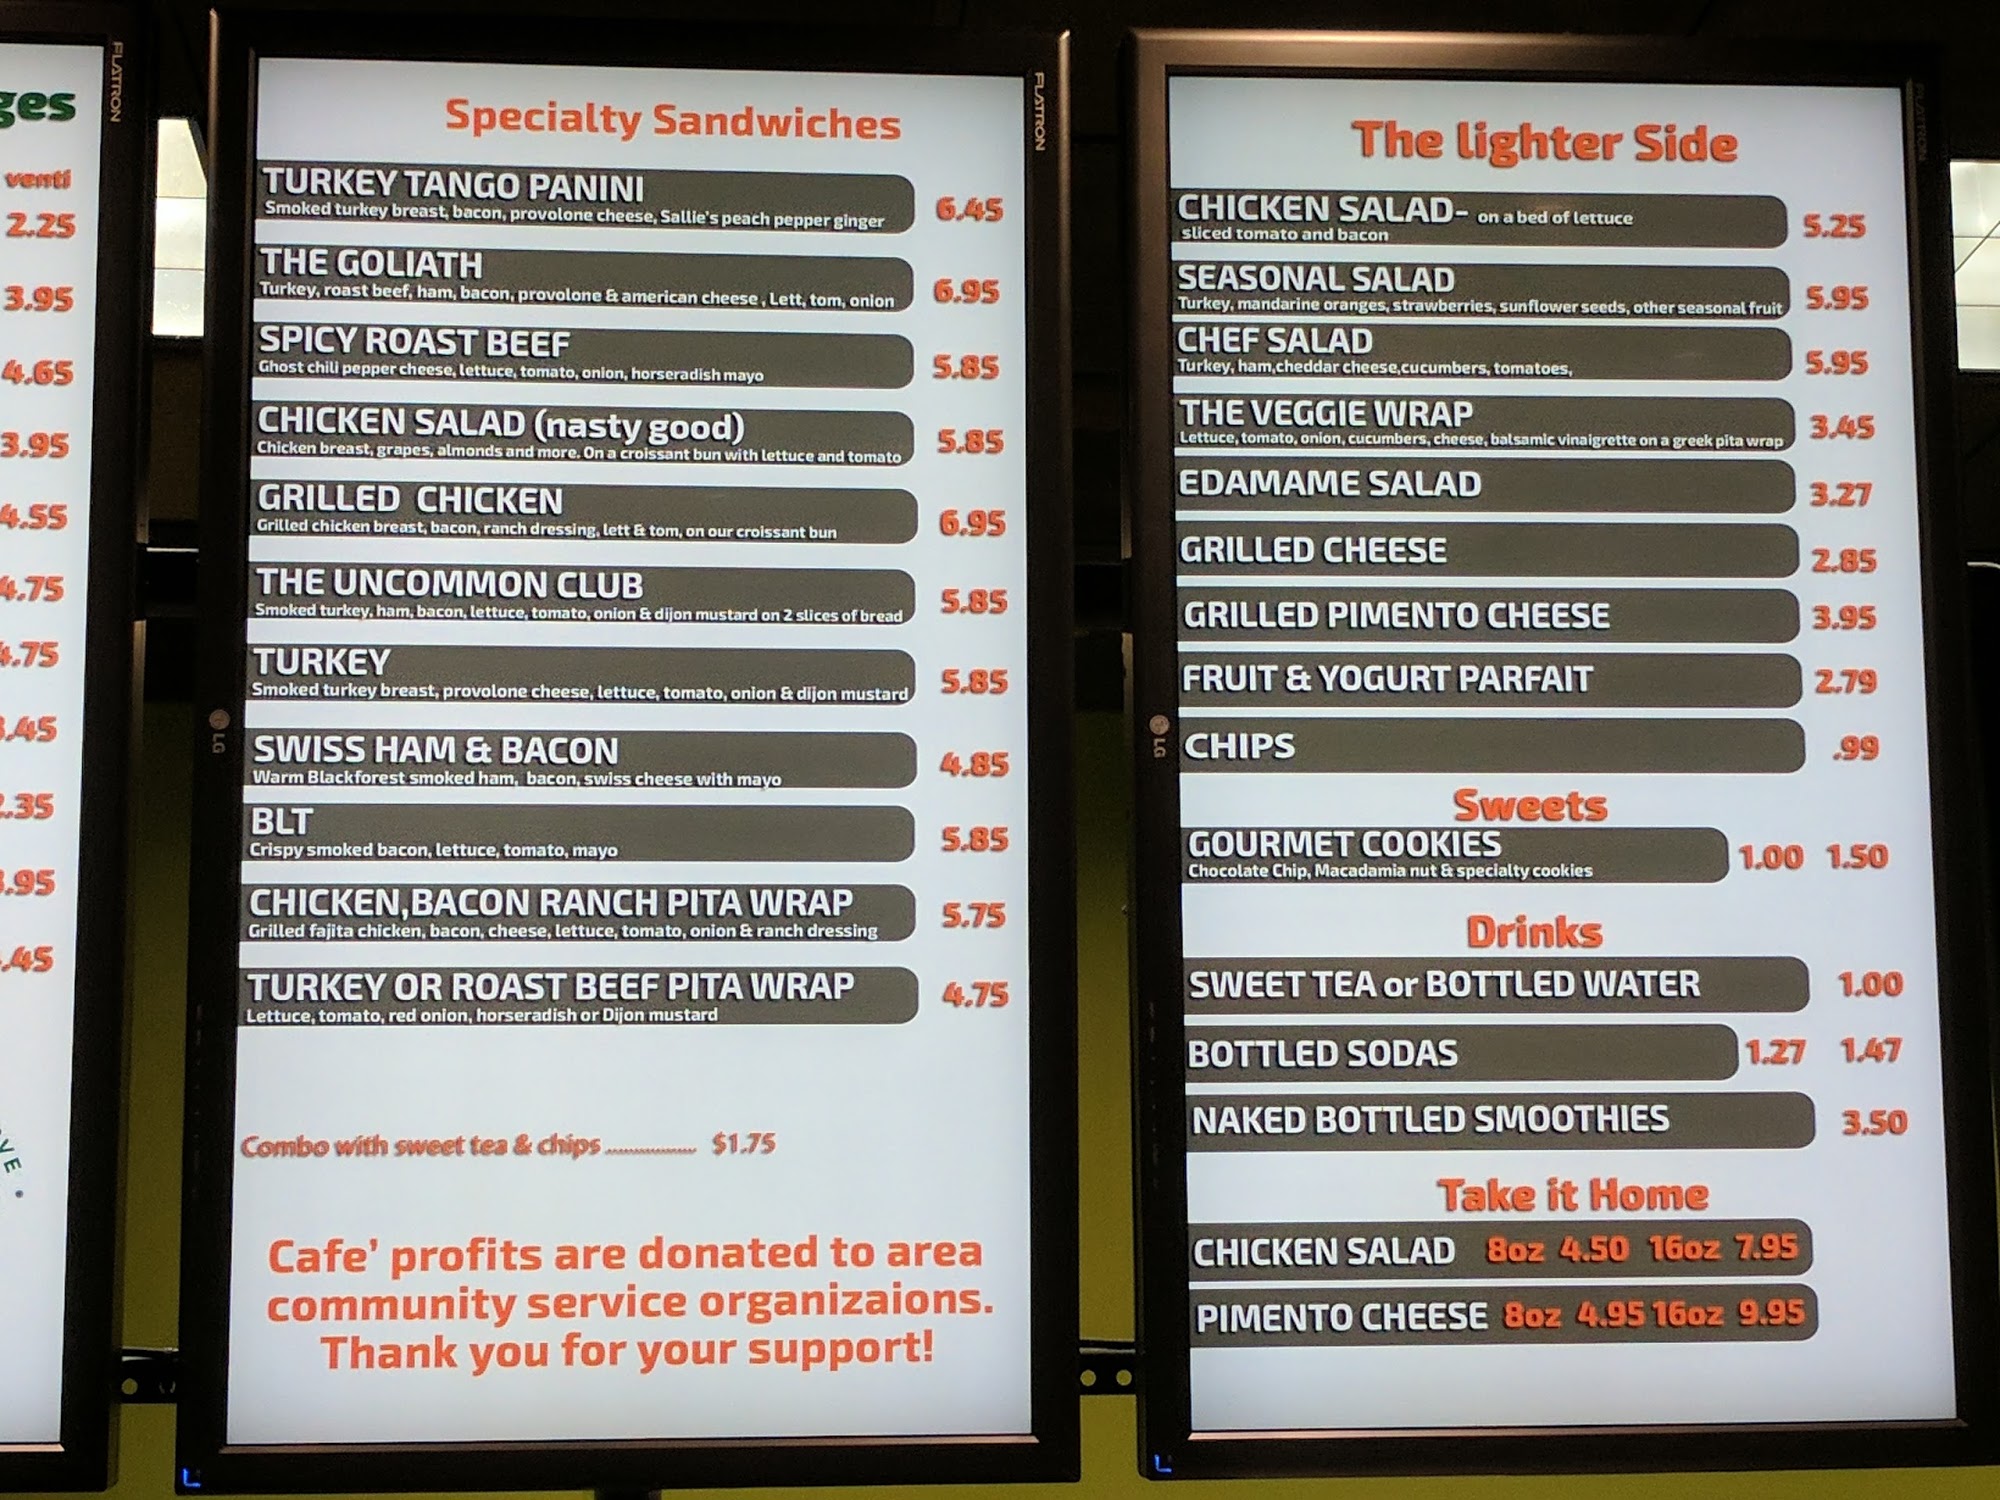 ges
venti
2.25
3.95
4.65
3.95
4.55
4.75
4.75
.45
.35
.95
.45
FLATRON
FLATRON
Specialty Sandwiches
TURKEY TANGO PANINI 6.45
Smoked turkey breast, bacon, provolone cheese, Sallie's peach pepper ginger
THE GOLIATH 6.95
Turkey, roast beef, ham, bacon, provolone & american cheese , Lett, tom, onion
SPICY ROAST BEEF 5.85
Ghost chili pepper cheese, lettuce, tomato, onion, horseradish mayo
CHICKEN SALAD (nasty good) 5.85
Chicken breast, grapes, almonds and more. On a croissant bun with lettuce and tomato
GRILLED CHICKEN 6.95
Grilled chicken breast, bacon, ranch dressing, lett & tom, on our croissant bun
THE UNCOMMON CLUB 5.85
Smoked turkey, ham, bacon, lettuce, tomato, onion & dijon mustard on 2 slices of bread
TURKEY 5.85
Smoked turkey breast, provolone cheese, lettuce, tomato, onion & dijon mustard
SWISS HAM & BACON 4.85
Warm Blackforest smoked ham, bacon, swiss cheese with mayo
BLT 5.85
Crispy smoked bacon, lettuce, tomato, mayo
CHICKEN,BACON RANCH PITA WRAP 5.75
Grilled fajita chicken, bacon, cheese, lettuce, tomato, onion & ranch dressing
TURKEY OR ROAST BEEF PITA WRAP 4.75
Lettuce, tomato, red onion, horseradish or Dijon mustard
Combo with sweet tea & chips ................ $1.75
Cafe' profits are donated to area
community service organizaions.
Thank you for your support!
LG
FLATRON
The lighter Side
CHICKEN SALAD- on a bed of lettuce 5.25
sliced tomato and bacon
SEASONAL SALAD 5.95
Turkey, mandarine oranges, strawberries, sunflower seeds, other seasonal fruit
CHEF SALAD 5.95
Turkey, ham,cheddar cheese,cucumbers, tomatoes,
THE VEGGIE WRAP 3.45
Lettuce, tomato, onion, cucumbers, cheese, balsamic vinaigrette on a greek pita wrap
EDAMAME SALAD 3.27
GRILLED CHEESE 2.85
GRILLED PIMENTO CHEESE 3.95
FRUIT & YOGURT PARFAIT 2.79
CHIPS .99
Sweets
GOURMET COOKIES 1.00 1.50
Chocolate Chip, Macadamia nut & specialty cookies
Drinks
SWEET TEA or BOTTLED WATER 1.00
BOTTLED SODAS 1.27 1.47
NAKED BOTTLED SMOOTHIES 3.50
Take it Home
CHICKEN SALAD 8oz 4.50 16oz 7.95
PIMENTO CHEESE 8oz 4.95 16oz 9.95
LG